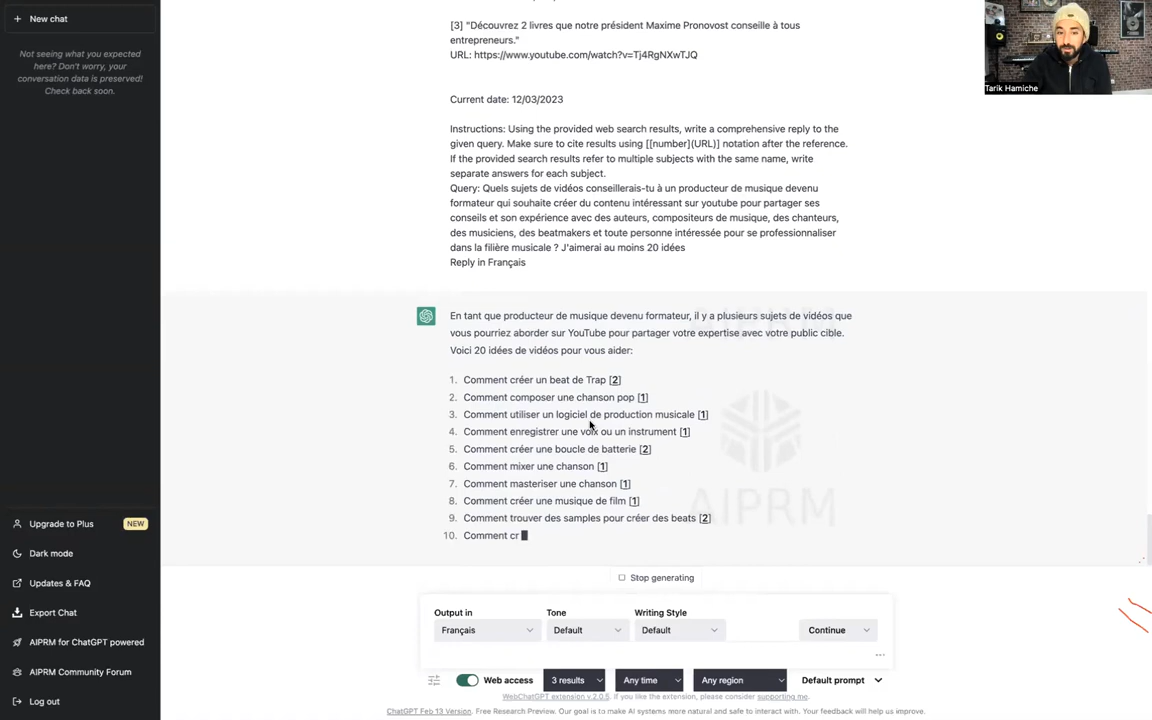 New chat
Not seeing what you expected
here? Don't worry, your
conversation data is preserved!
Check back soon.
[3] "Découvrez 2 livres que notre président Maxime Pronovost conseille à tous
entrepreneurs."
URL: https://www.youtube.com/watch?v=Tj4RgNXwTJQ
Current date: 12/03/2023
Instructions: Using the provided web search results, write a comprehensive reply to the
given query. Make sure to cite results using [[number](URL)] notation after the reference.
If the provided search results refer to multiple subjects with the same name, write
separate answers for each subject.
Query: Quels sujets de vidéos conseillerais-tu à un producteur de musique devenu
formateur qui souhaite créer du contenu intéressant sur youtube pour partager ses
conseils et son expérience avec des auteurs, compositeurs de musique, des chanteurs,
des musiciens, des beatmakers et toute personne intéressée pour se professionnaliser
dans la filière musicale ? J'aimerai au moins 20 idées
Reply in Français
Tarik Hamiche
En tant que producteur de musique devenu formateur, il y a plusieurs sujets de vidéos que
vous pourriez aborder sur YouTube pour partager votre expertise avec votre public cible.
Voici 20 idées de vidéos pour vous aider:
1. Comment créer un beat de Trap [2]
2. Comment composer une chanson pop [1]
3. Comment utiliser un logiciel de production musicale [1]
4. Comment enregistrer une voix ou un instrument [1]
5. Comment créer une boucle de batterie [2]
6. Comment mixer une chanson [1]
7. Comment masteriser une chanson [1]
8. Comment créer une musique de film [1]
9. Comment trouver des samples pour créer des beats [2]
10. Comment cr
AIPRM
Stop generating
Output in
Tone
Writing Style
Français
Default
Default
Continue
Web access
3 results
Any time
Any region
Default prompt
WebChatGPT extension v.2.0.5. If you like the extension, please consider supporting me.
ChatGPT Feb 13 Version. Free Research Preview. Our goal is to make AI systems more natural and safe to interact with. Your feedback will help us improve.
Upgrade to Plus
NEW
Dark mode
Updates & FAQ
Export Chat
AIPRM for ChatGPT powered
AIPRM Community Forum
Log out